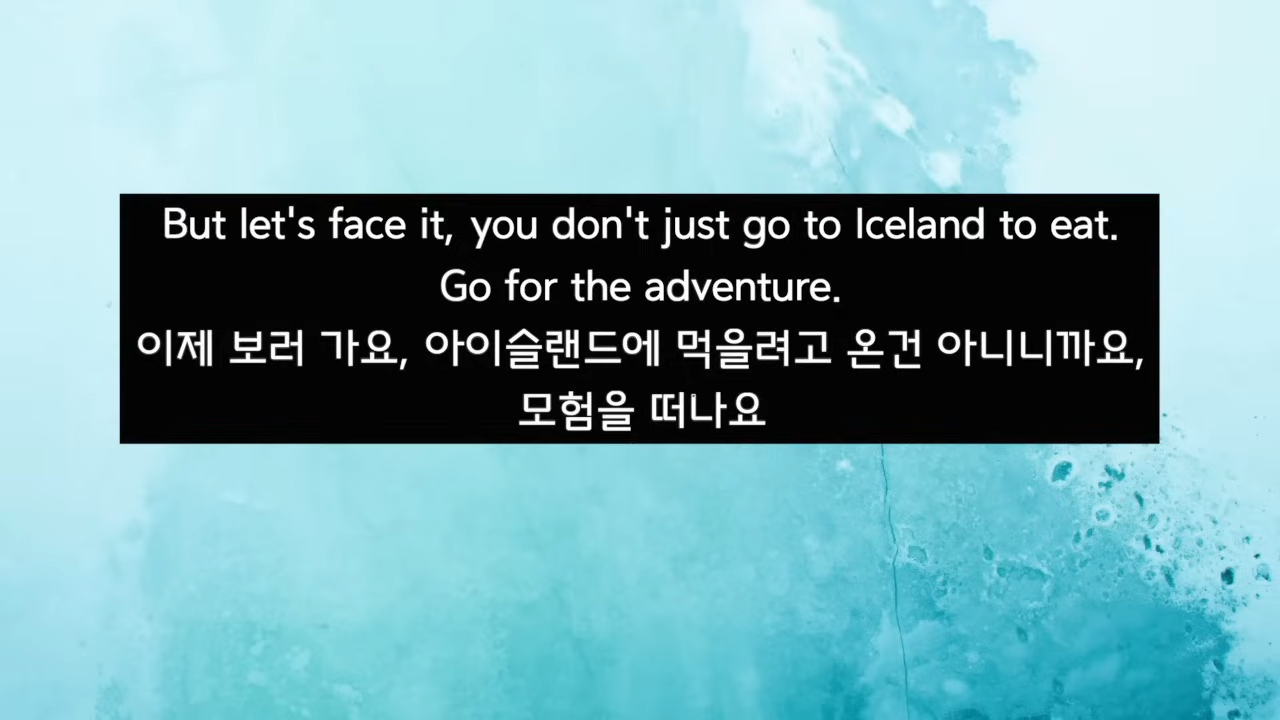 But let's face it, you don't just go to Iceland to eat.
Go for the adventure.
이제 보러 가요, 아이슬랜드에 먹을려고 온건 아니니까요,
모험을 떠나요